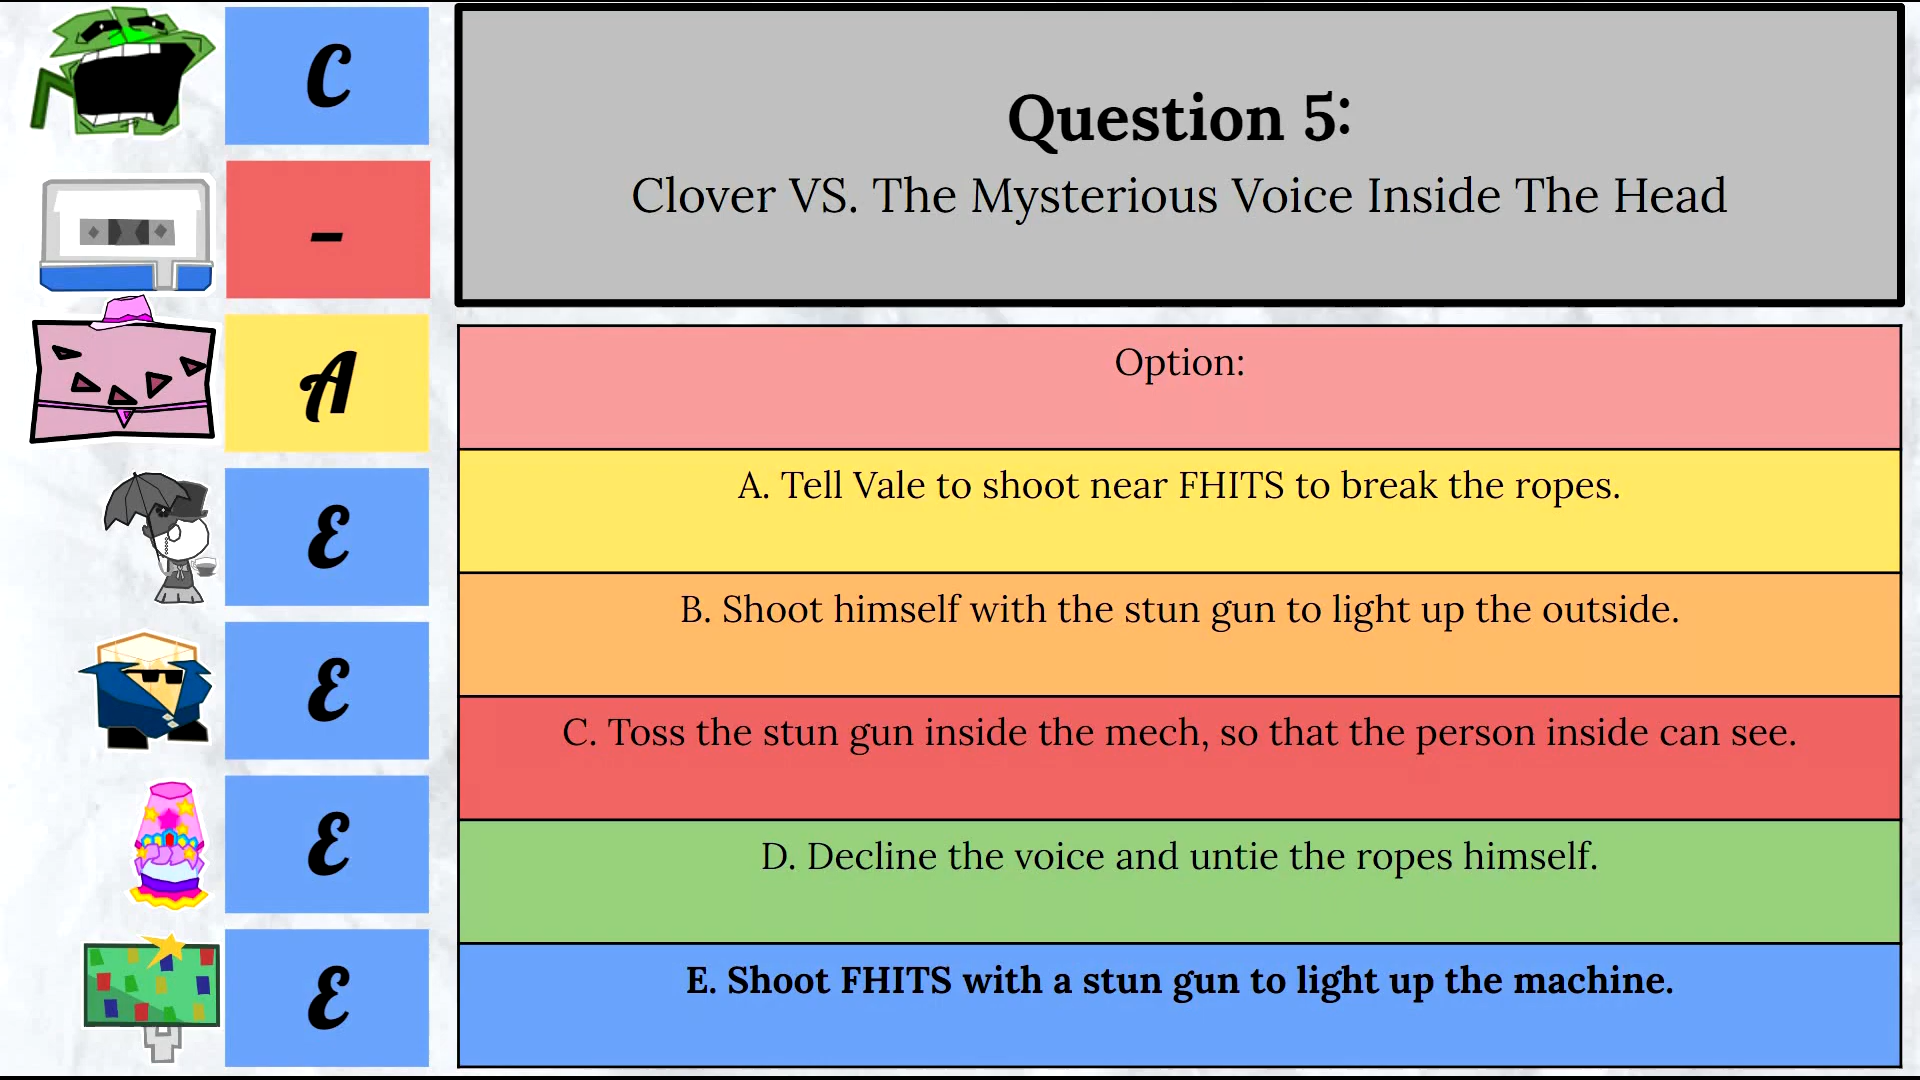 C
-
A
E
E
E
E
Question 5:
Clover VS. The Mysterious Voice Inside The Head
Option:
A. Tell Vale to shoot near FHITS to break the ropes.
B. Shoot himself with the stun gun to light up the outside.
C. Toss the stun gun inside the mech, so that the person inside can see.
D. Decline the voice and untie the ropes himself.
E. Shoot FHITS with a stun gun to light up the machine.